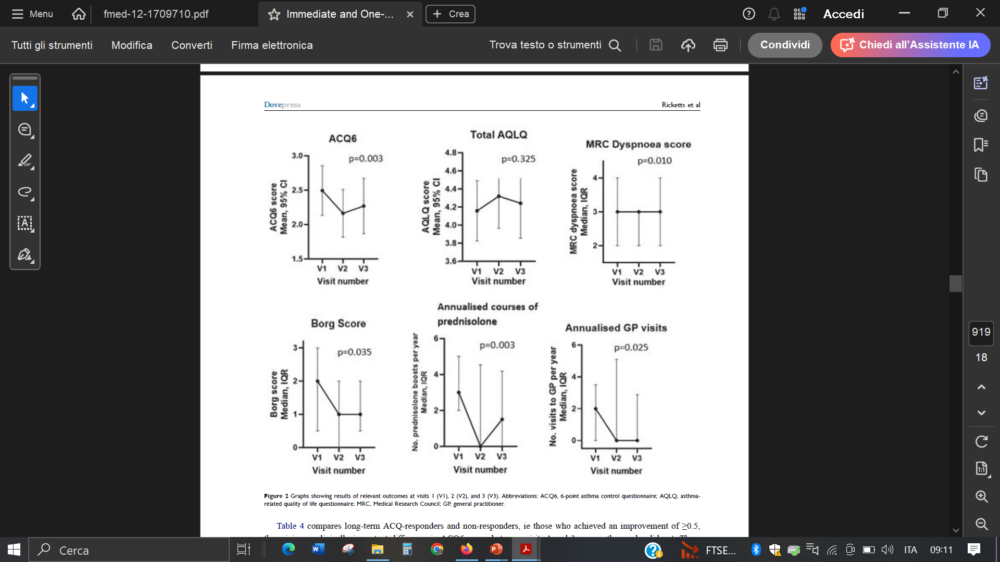 Menu
fmed-12-1709710.pdf
Immediate and One-...
Crea
Accedi
Tutti gli strumenti
Modifica
Converti
Firma elettronica
Trova testo o strumenti
Condividi
Chiedi all'Assistente IA
Dovepress
Ricketts et al
ACQ6
p=0.003
ACQ6 score
Mean, 95% CI
3.0
2.5
2.0
1.5
V1 V2 V3
Visit number
Total AQLQ
p=0.325
AQLQ score
Mean, 95% CI
4.8
4.6
4.4
4.2
4.0
3.8
3.6
V1 V2 V3
Visit number
MRC Dyspnoea score
p=0.010
MRC dyspnoea score
Median, IQR
4
3
2
V1 V2 V3
Visit number
Borg Score
p=0.035
Borg score
Median, IQR
3
2
1
0
V1 V2 V3
Visit number
Annualised courses of
prednisolone
p=0.003
No. prednisolone boosts per year
Median, IQR
6
4
2
0
V1 V2 V3
Visit number
Annualised GP visits
p=0.025
No. visits to GP per year
Median, IQR
6
4
2
0
V1 V2 V3
Visit number
Figure 2 Graphs showing results of relevant outcomes at visits 1 (V1), 2 (V2), and 3 (V3). Abbreviations: ACQ6, 6-point asthma control questionnaire; AQLQ, asthma-
related quality of life questionnaire; MRC, Medical Research Council; GP, general practitioner.
Table 4 compares long-term ACQ-responders and non-responders, ie those who achieved an improvement of ≥0.5,
919
18
1:1
Cerca
FTSE...
ITA
09:11